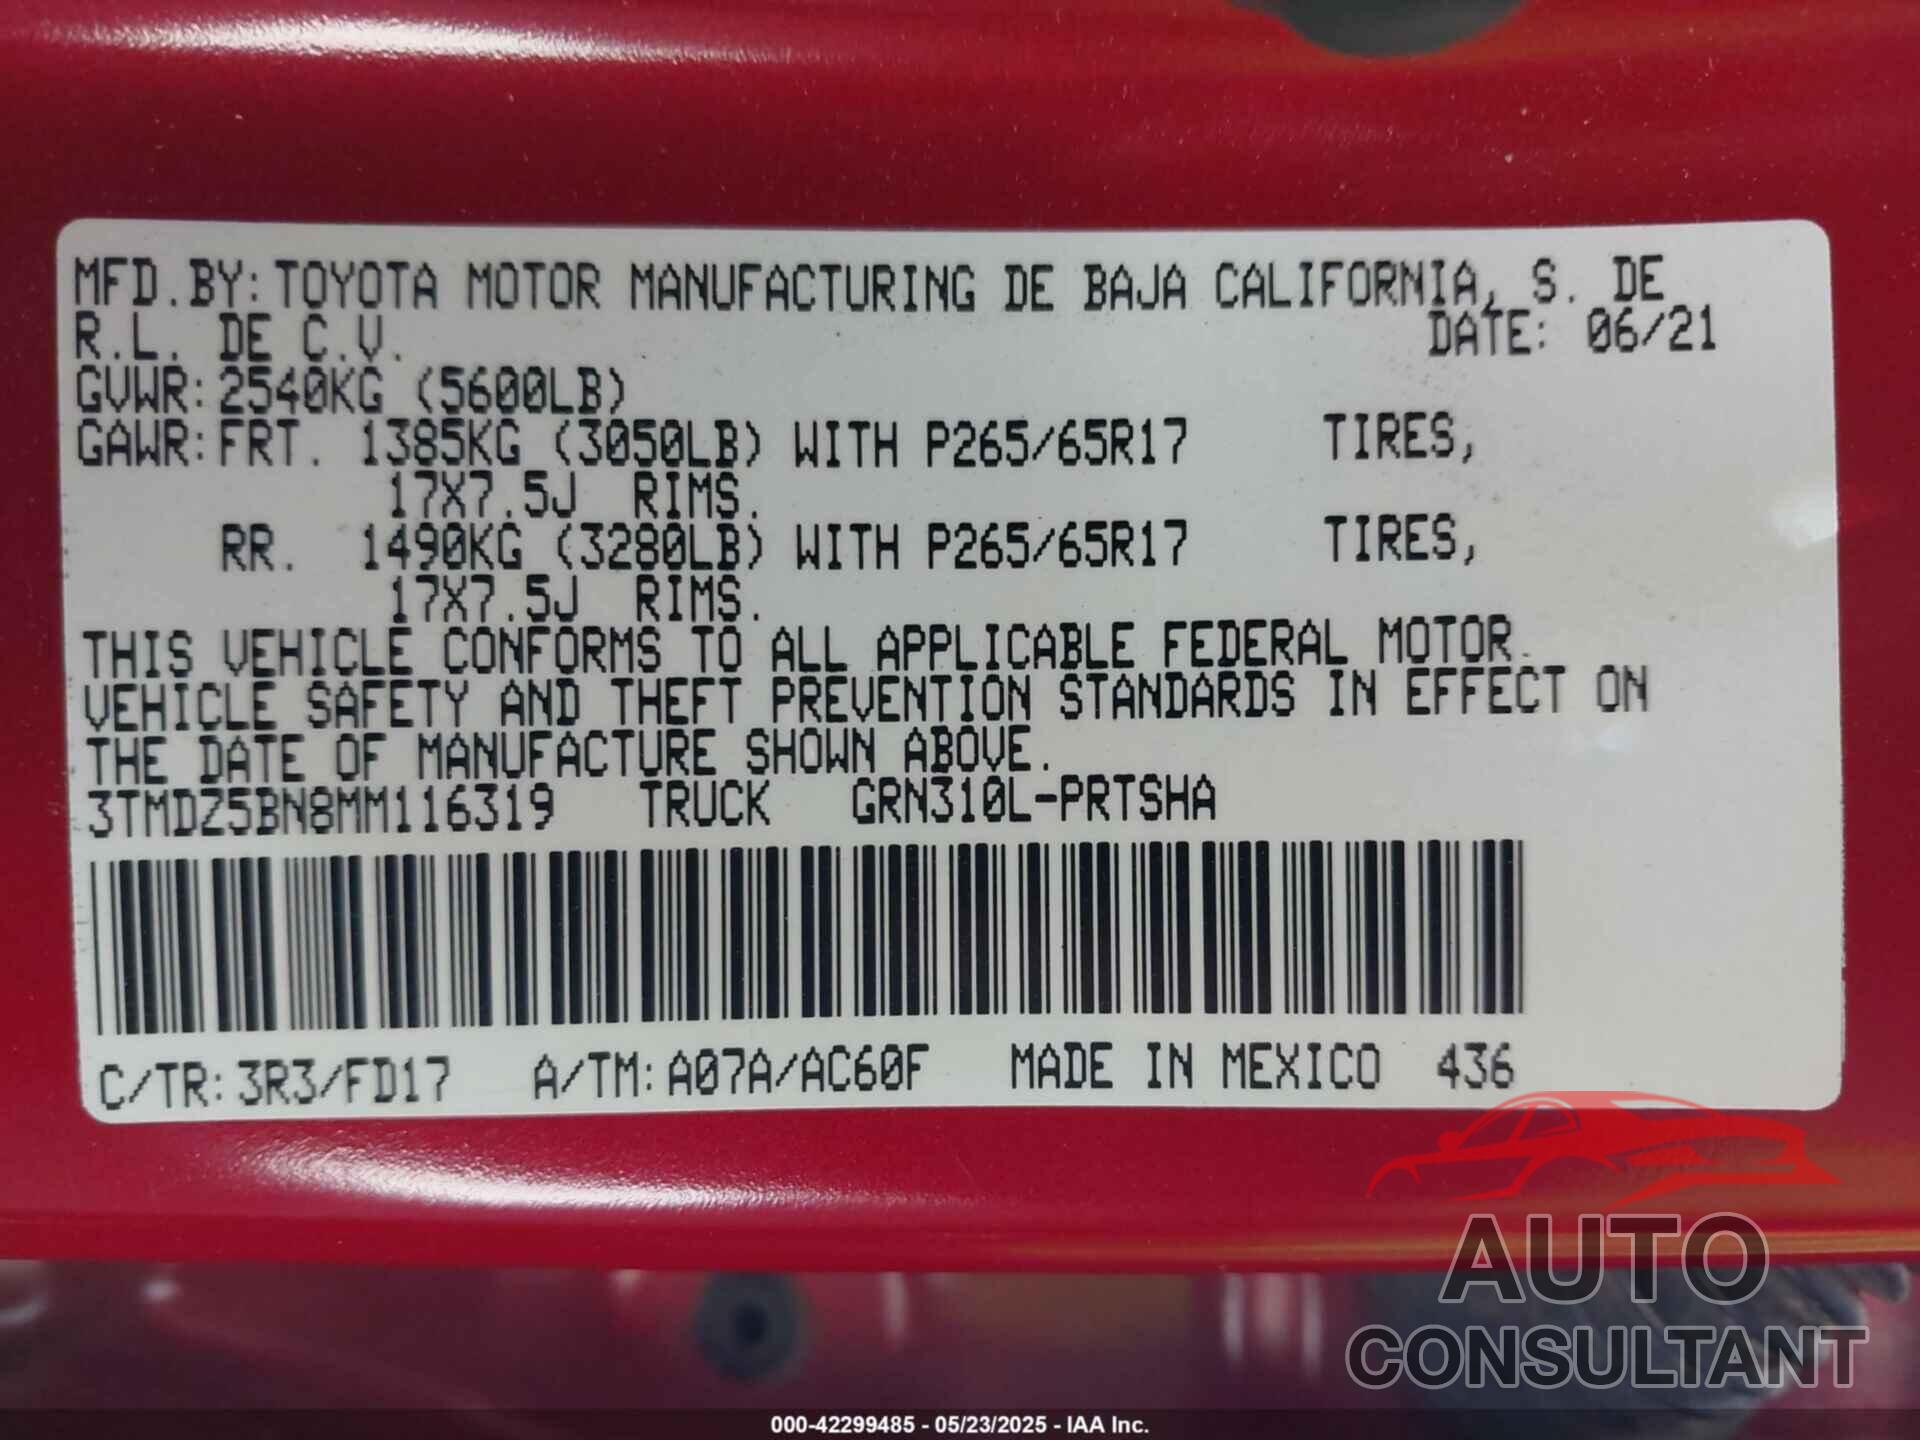 MFD.BY: TOYOTA MOTOR MANUFACTURING DE BAJA CALIFORNIA, S. DE
R.L. DE C.V. DATE: 06/21
GVWR: 2540KG (5600LB)
GAWR: FRT. 1385KG (3050LB) WITH P265/65R17 TIRES,
17X7.5J RIMS.
RR. 1490KG (3280LB) WITH P265/65R17 TIRES,
17X7.5J RIMS.
THIS VEHICLE CONFORMS TO ALL APPLICABLE FEDERAL MOTOR
VEHICLE SAFETY AND THEFT PREVENTION STANDARDS IN EFFECT ON
THE DATE OF MANUFACTURE SHOWN ABOVE.
3TMDZ5BN8MM116319 TRUCK GRN310L-PRTSHA
C/TR: 3R3/FD17 A/TM: A07A/AC60F MADE IN MEXICO 436
AUTO
CONSULTANT
000-42299485 - 05/23/2025 - IAA Inc.